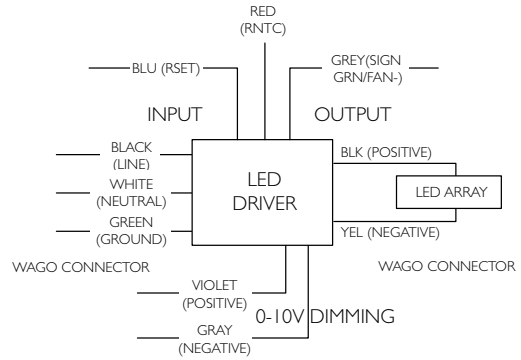 RED
(RNTC)
BLU (RSET)
GREY(SIGN
GRN/FAN-)
INPUT
OUTPUT
BLACK
(LINE)
WHITE
(NEUTRAL)
GREEN
(GROUND)
LED
DRIVER
BLK (POSITIVE)
LED ARRAY
YEL (NEGATIVE)
WAGO CONNECTOR
WAGO CONNECTOR
VIOLET
(POSITIVE)
0-10V DIMMING
GRAY
(NEGATIVE)